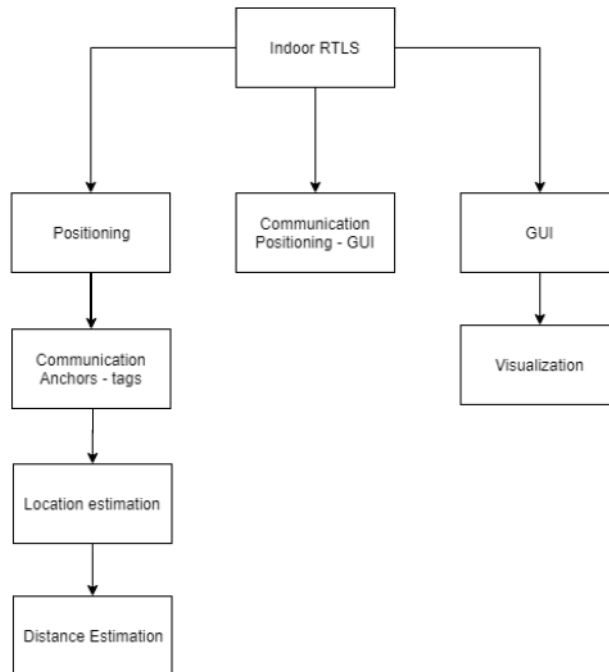 Indoor RTLS
Positioning
Communication
Positioning - GUI
GUI
Communication
Anchors - tags
Visualization
Location estimation
Distance Estimation